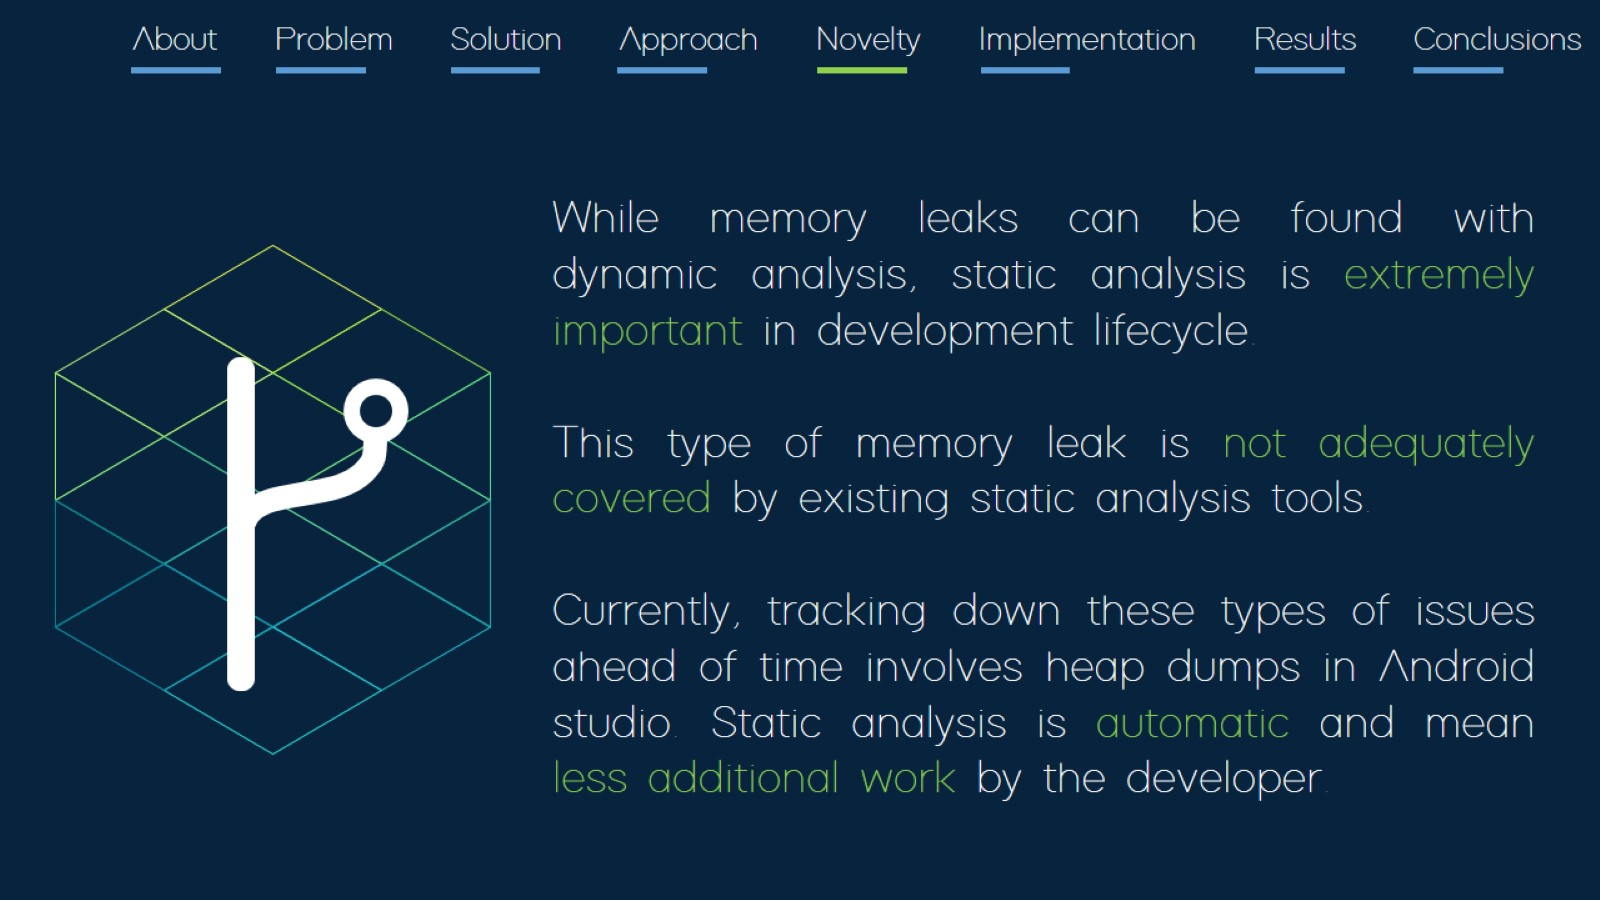 About Problem Solution Approach Novelty Implementation Results Conclusions
While memory leaks can be found with
dynamic analysis, static analysis is extremely
important in development lifecycle.
This type of memory leak is not adequately
covered by existing static analysis tools.
Currently, tracking down these types of issues
ahead of time involves heap dumps in Android
studio. Static analysis is automatic and mean
less additional work by the developer.